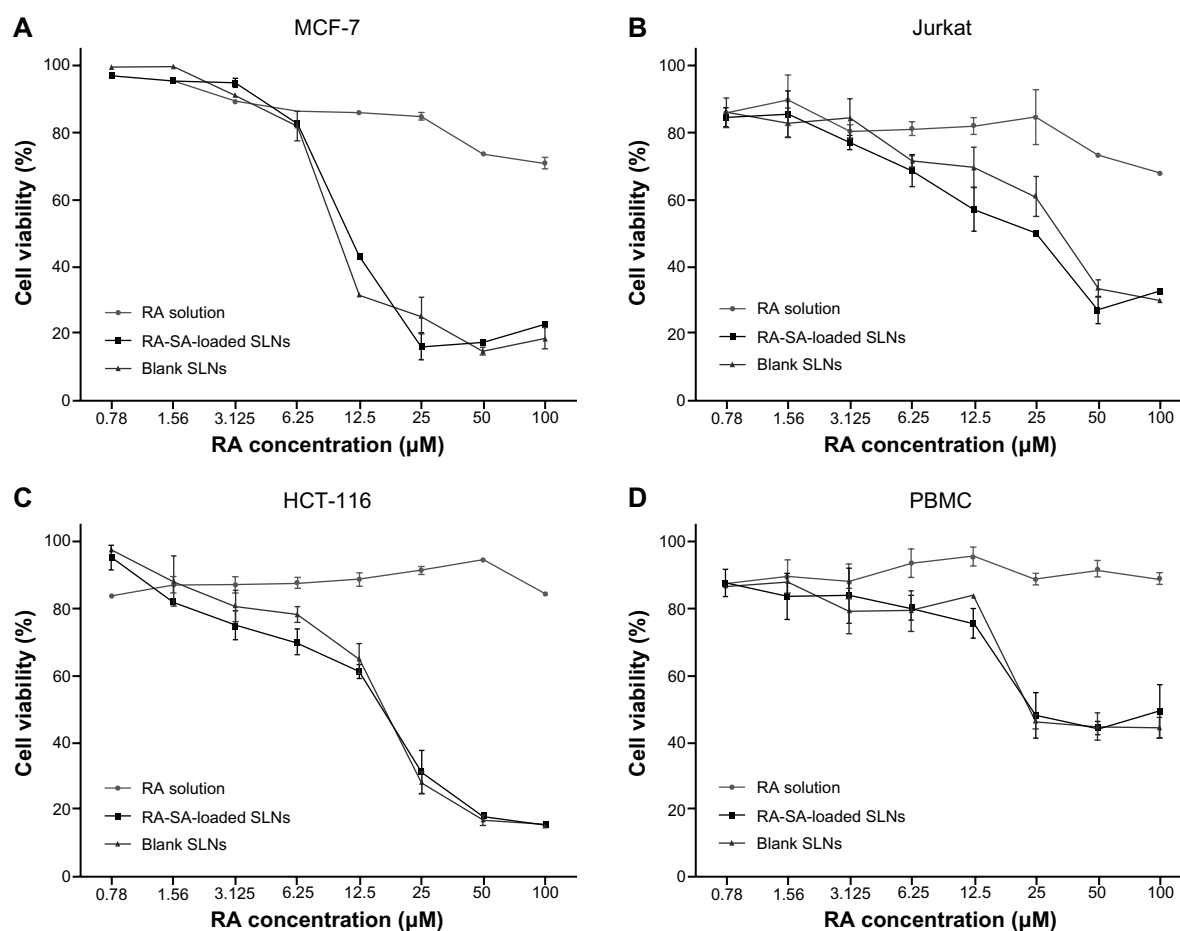 A
MCF-7
Cell viability (%)
100
80
60
40
20
0
RA solution
RA-SA-loaded SLNs
Blank SLNs
0.78 1.56 3.125 6.25 12.5 25 50 100
RA concentration (µM)
B
Jurkat
Cell viability (%)
100
80
60
40
20
0
RA solution
RA-SA-loaded SLNs
Blank SLNs
0.78 1.56 3.125 6.25 12.5 25 50 100
RA concentration (µM)
C
HCT-116
Cell viability (%)
100
80
60
40
20
0
RA solution
RA-SA-loaded SLNs
Blank SLNs
0.78 1.56 3.125 6.25 12.5 25 50 100
RA concentration (µM)
D
PBMC
Cell viability (%)
100
80
60
40
20
0
RA solution
RA-SA-loaded SLNs
Blank SLNs
0.78 1.56 3.125 6.25 12.5 25 50 100
RA concentration (µM)